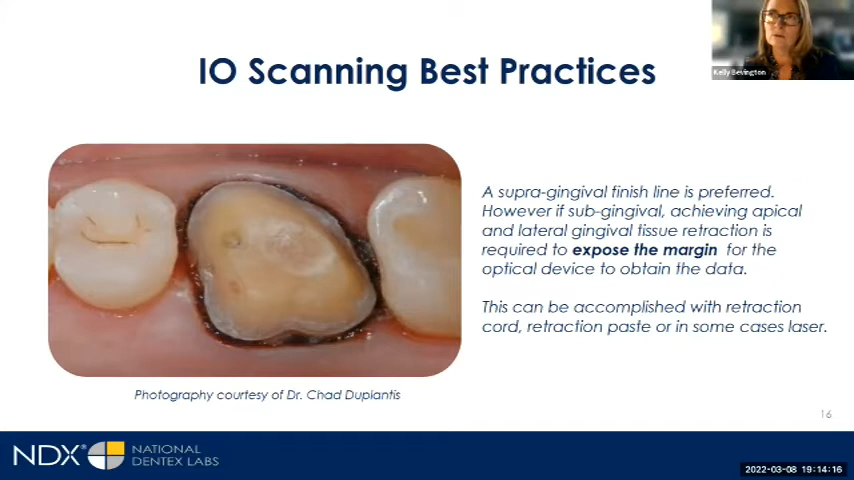 IO Scanning Best Practices
Kelly Bevington
A supra-gingival finish line is preferred.
However if sub-gingival, achieving apical
and lateral gingival tissue retraction is
required to expose the margin for the
optical device to obtain the data.
This can be accomplished with retraction
cord, retraction paste or in some cases laser.
Photography courtesy of Dr. Chad Duplantis
16
NDX® NATIONAL
DENTEX LABS
2022-03-08 19:14:16